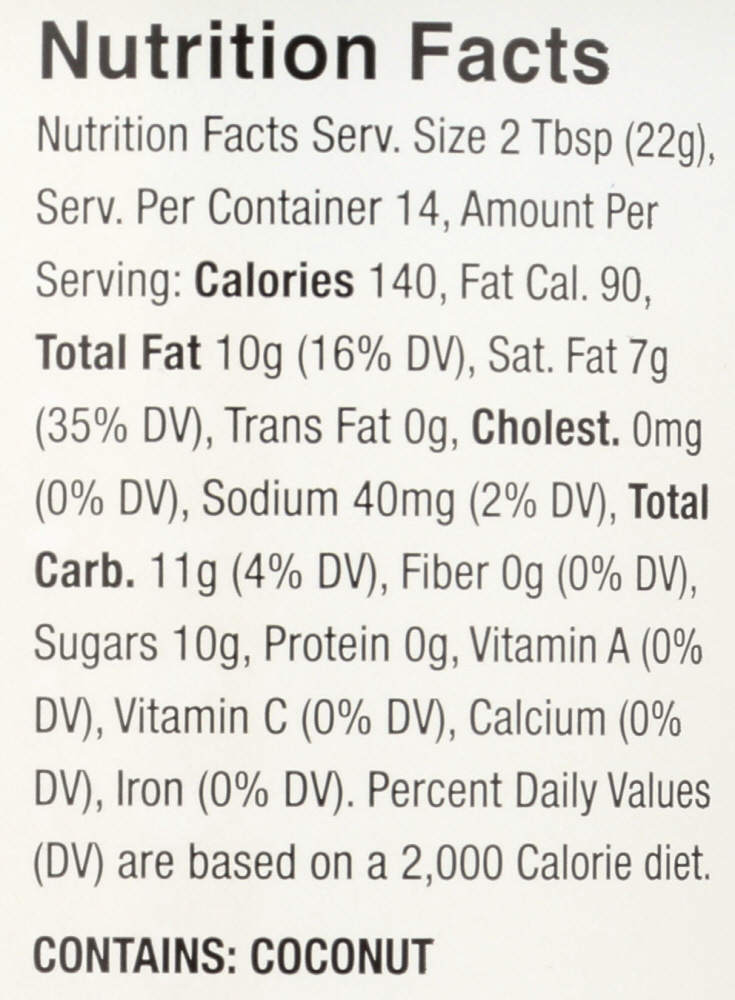 Nutrition Facts
Nutrition Facts Serv. Size 2 Tbsp (22g),
Serv. Per Container 14, Amount Per
Serving: Calories 140, Fat Cal. 90,
Total Fat 10g (16% DV), Sat. Fat 7g
(35% DV), Trans Fat 0g, Cholest. 0mg
(0% DV), Sodium 40mg (2% DV), Total
Carb. 11g (4% DV), Fiber 0g (0% DV),
Sugars 10g, Protein 0g, Vitamin A (0%
DV), Vitamin C (0% DV), Calcium (0%
DV), Iron (0% DV). Percent Daily Values
(DV) are based on a 2,000 Calorie diet.
CONTAINS: COCONUT